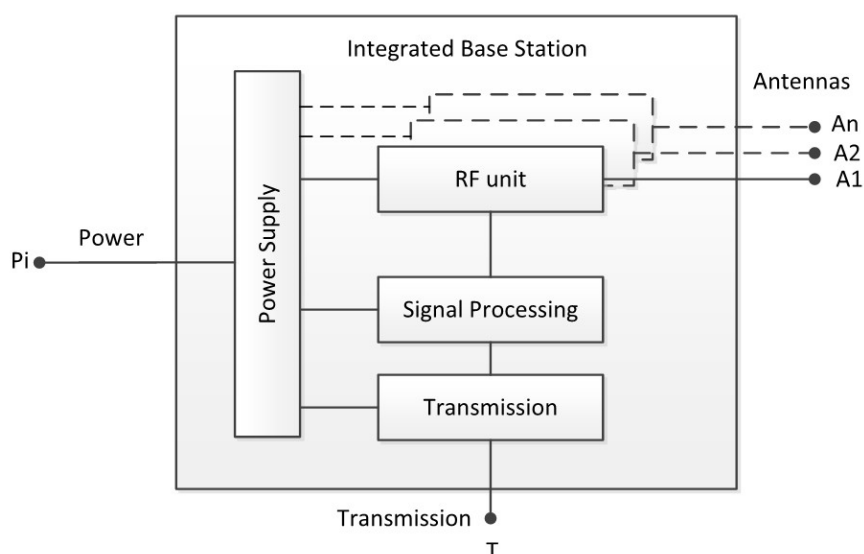 Integrated Base Station
Antennas
An
A2
A1
RF unit
Power Supply
Power
Pi
Signal Processing
Transmission
Transmission
T